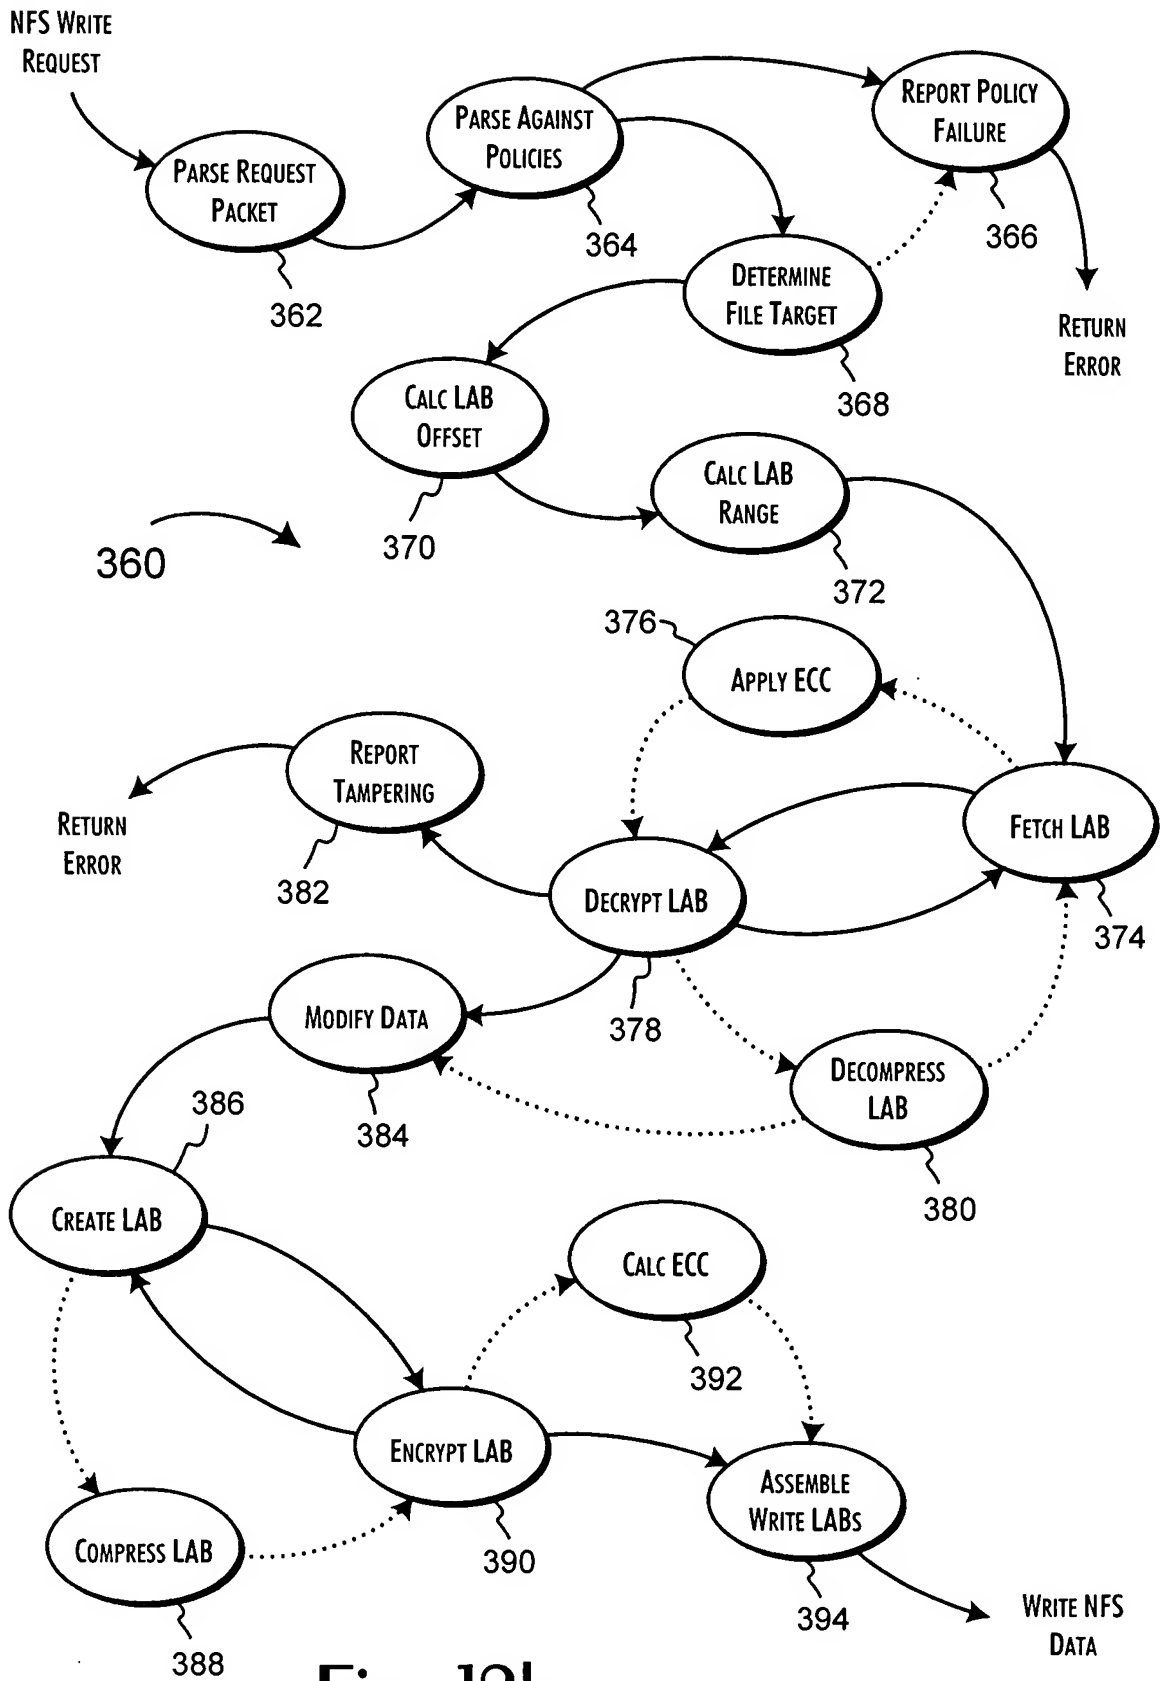 NFS WRITE
REQUEST
PARSE REQUEST
PACKET
362
PARSE AGAINST
POLICIES
364
REPORT POLICY
FAILURE
366
RETURN
ERROR
DETERMINE
FILE TARGET
368
CALC LAB
OFFSET
370
CALC LAB
RANGE
372
360
376
APPLY ECC
REPORT
TAMPERING
382
RETURN
ERROR
FETCH LAB
374
DECRYPT LAB
378
MODIFY DATA
384
DECOMPRESS
LAB
380
386
CREATE LAB
CALC ECC
392
ENCRYPT LAB
390
ASSEMBLE
WRITE LABS
394
COMPRESS LAB
388
WRITE NFS
DATA